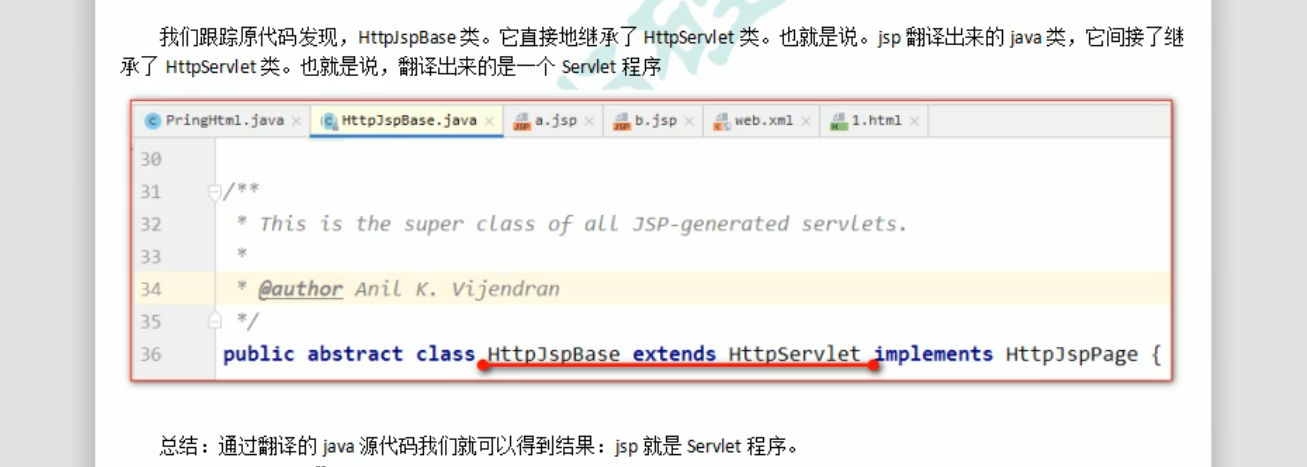 我们跟踪原代码发现，HttpJspBase 类。它直接地继承了 HttpServlet 类。也就是说。jsp 翻译出来的 java 类，它间接了继
承了 HttpServlet 类。也就是说，翻译出来的是一个 Servlet 程序
PringHtml.java HttpJspBase.java a.jsp b.jsp web.xml 1.html
30
31 /**
32 * This is the super class of all JSP-generated servlets.
33 *
34 * @author Anil K. Vijendran
35 */
36 public abstract class HttpJspBase extends HttpServlet implements HttpJspPage {
总结：通过翻译的 java 源代码我们就可以得到结果：jsp 就是 Servlet 程序。